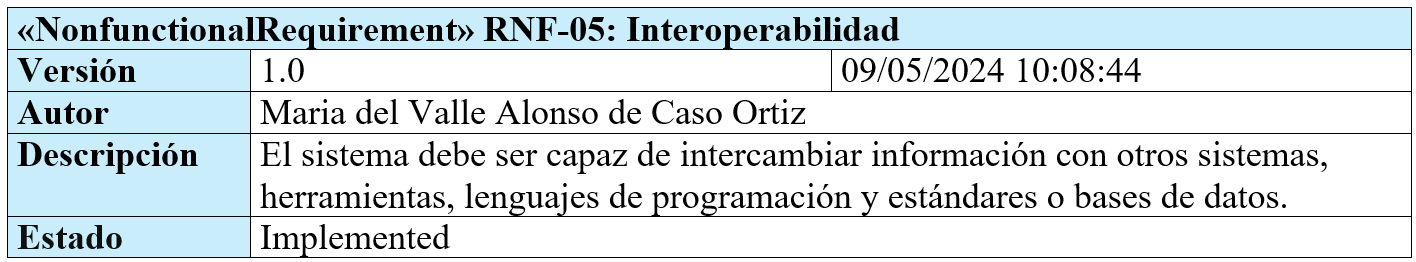 «NonfunctionalRequirement» RNF-05: Interoperabilidad
Versión 1.0 09/05/2024 10:08:44
Autor Maria del Valle Alonso de Caso Ortiz
Descripción El sistema debe ser capaz de intercambiar información con otros sistemas,
herramientas, lenguajes de programación y estándares o bases de datos.
Estado Implemented